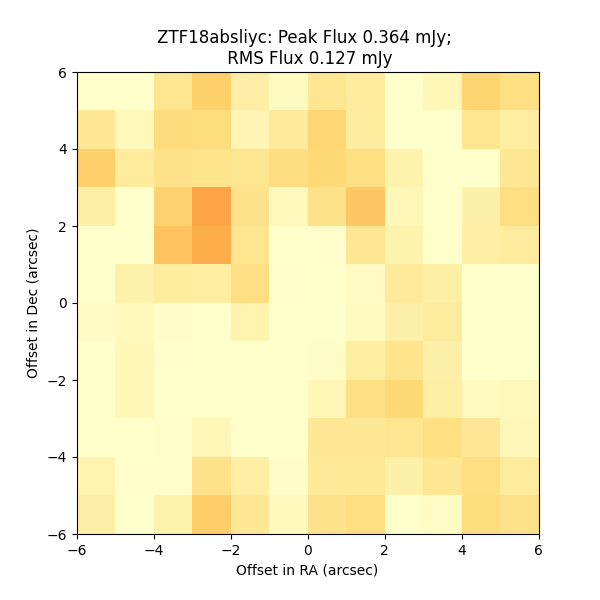 ZTF18absliyc: Peak Flux 0.364 mJy;
RMS Flux 0.127 mJy
6
4
2
0
−2
−4
−6
Offset in Dec (arcsec)
−6 −4 −2 0 2 4 6
Offset in RA (arcsec)